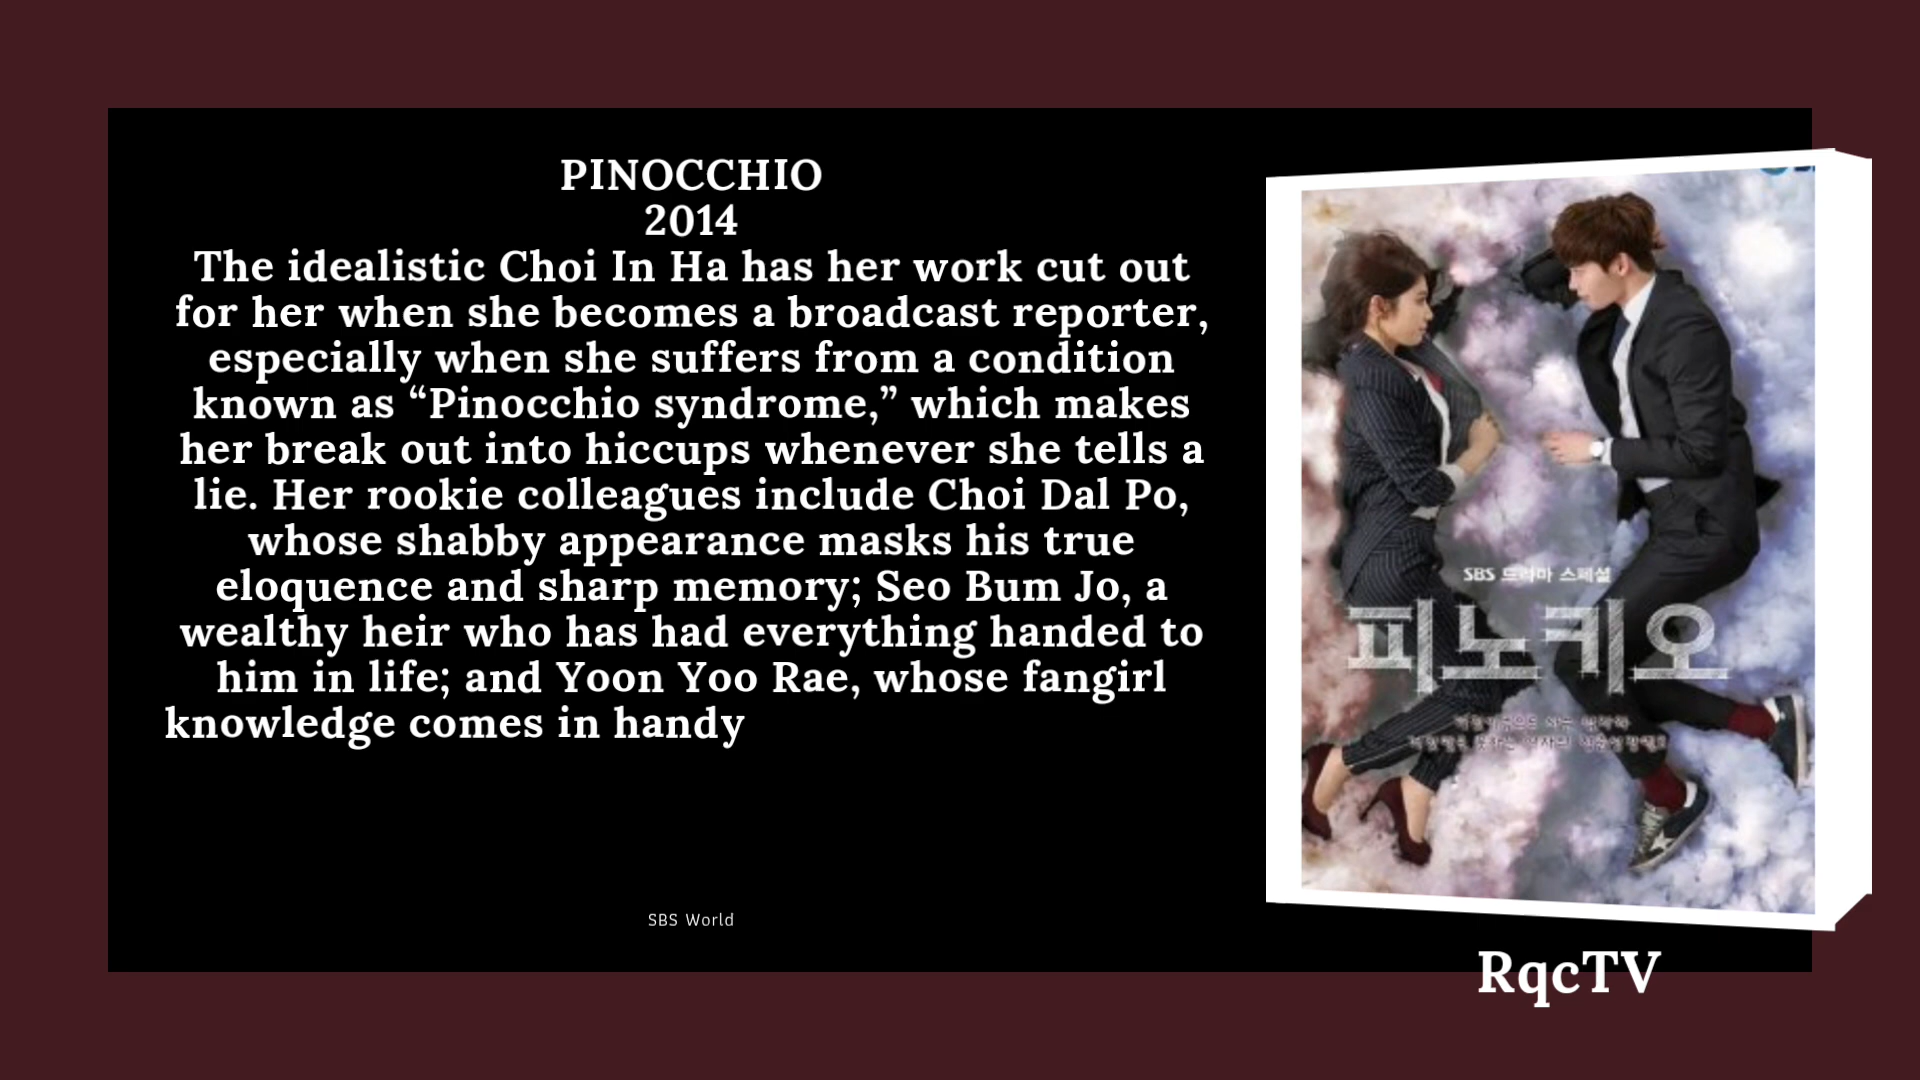 PINOCCHIO
2014
The idealistic Choi In Ha has her work cut out
for her when she becomes a broadcast reporter,
especially when she suffers from a condition
known as “Pinocchio syndrome,” which makes
her break out into hiccups whenever she tells a
lie. Her rookie colleagues include Choi Dal Po,
whose shabby appearance masks his true
eloquence and sharp memory; Seo Bum Jo, a
wealthy heir who has had everything handed to
him in life; and Yoon Yoo Rae, whose fangirl
knowledge comes in handy
SBS World
SBS 드라마 스페셜
피노키오
RqcTV